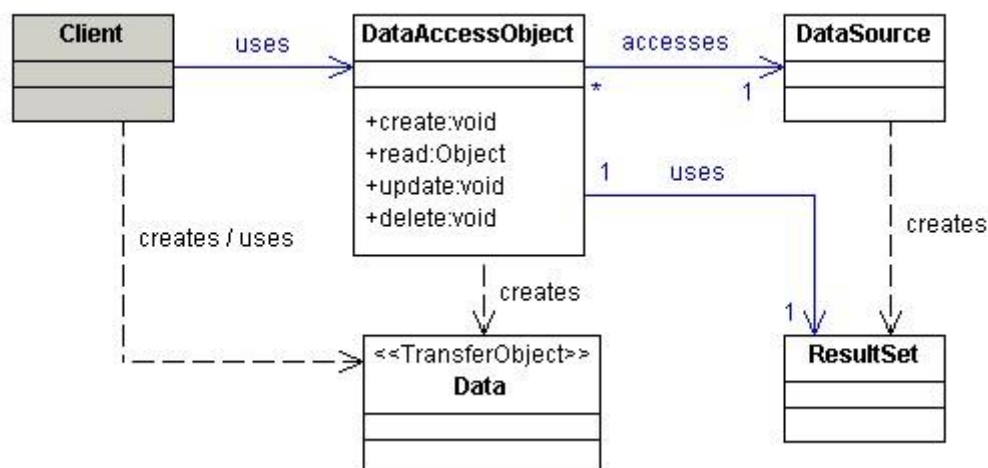 Client
uses
DataAccessObject
accesses
DataSource
*
1
+create:void
+read:Object
+update:void
+delete:void
1
uses
creates / uses
creates
creates
1
<<TransferObject>>
Data
ResultSet